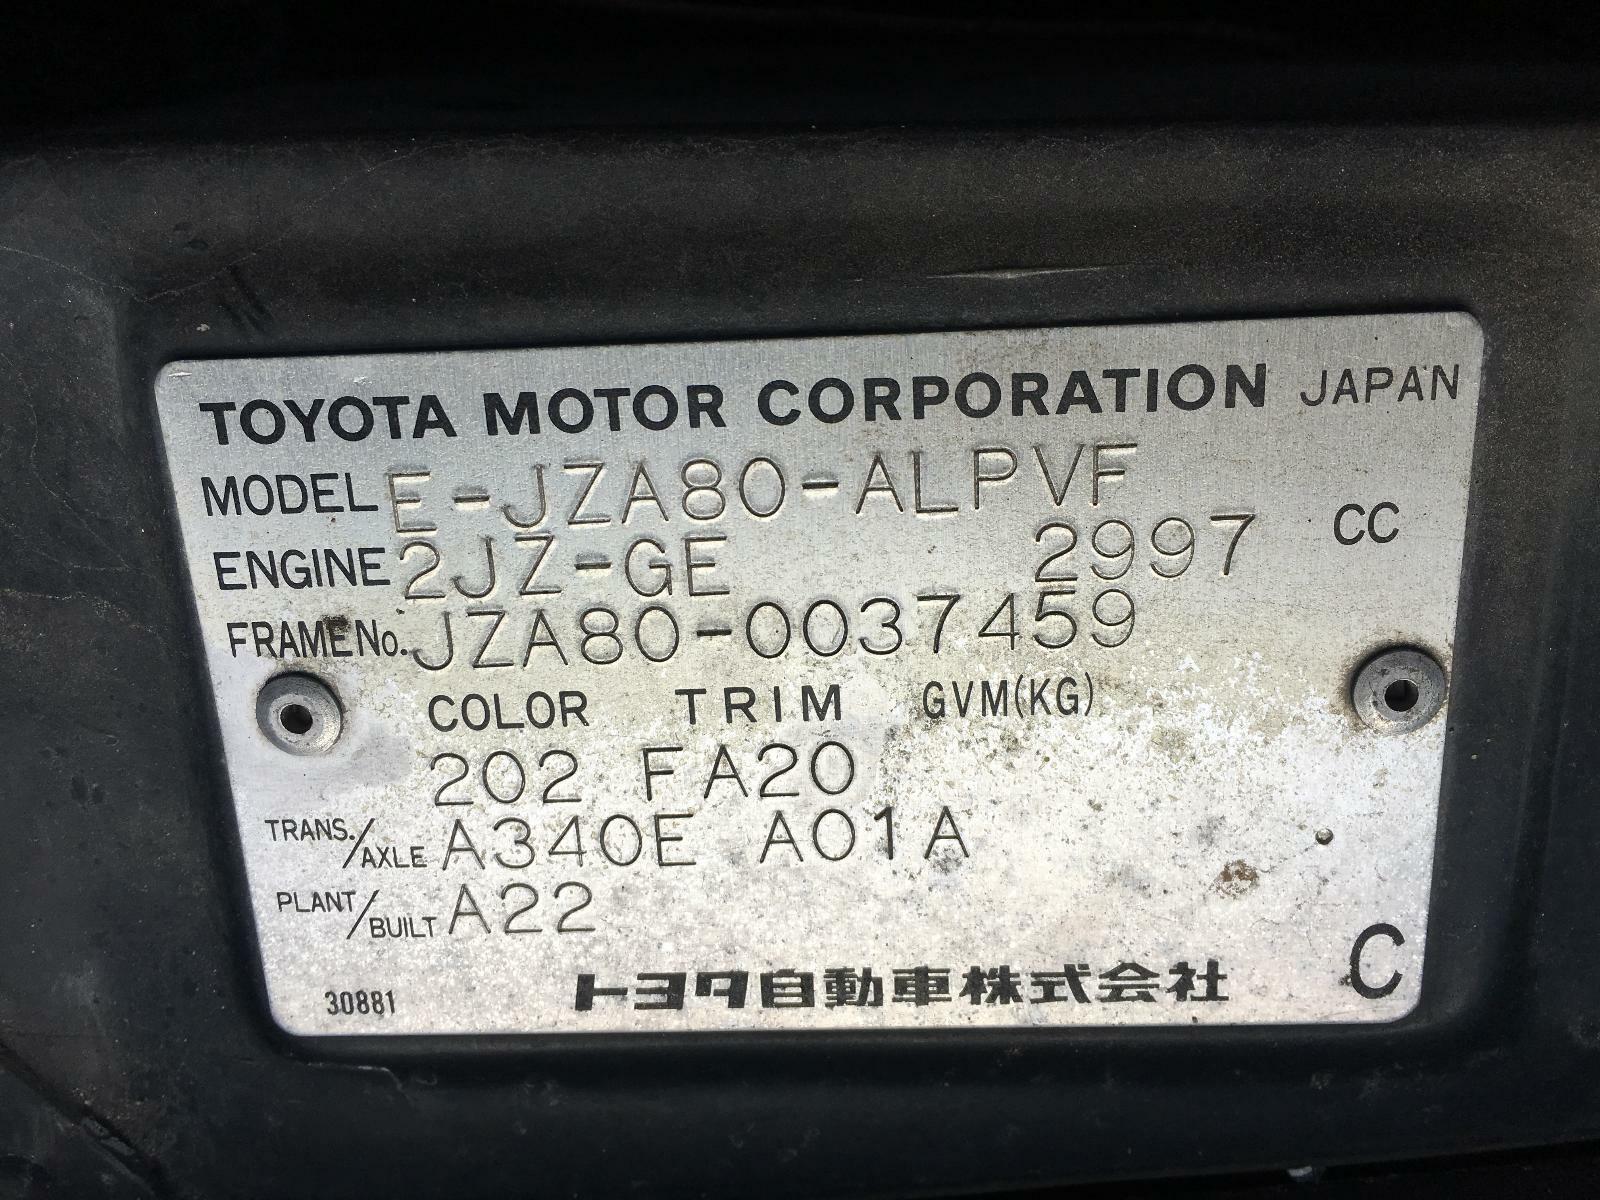 TOYOTA MOTOR CORPORATION JAPAN
MODEL E-JZA80-ALPVF
ENGINE 2JZ-GE 2997 CC
FRAME No. JZA80-0037459
COLOR TRIM GVM(KG)
202 FA20
TRANS./AXLE A340E A01A
PLANT/BUILT A22
30881 トヨタ自動車株式会社 C